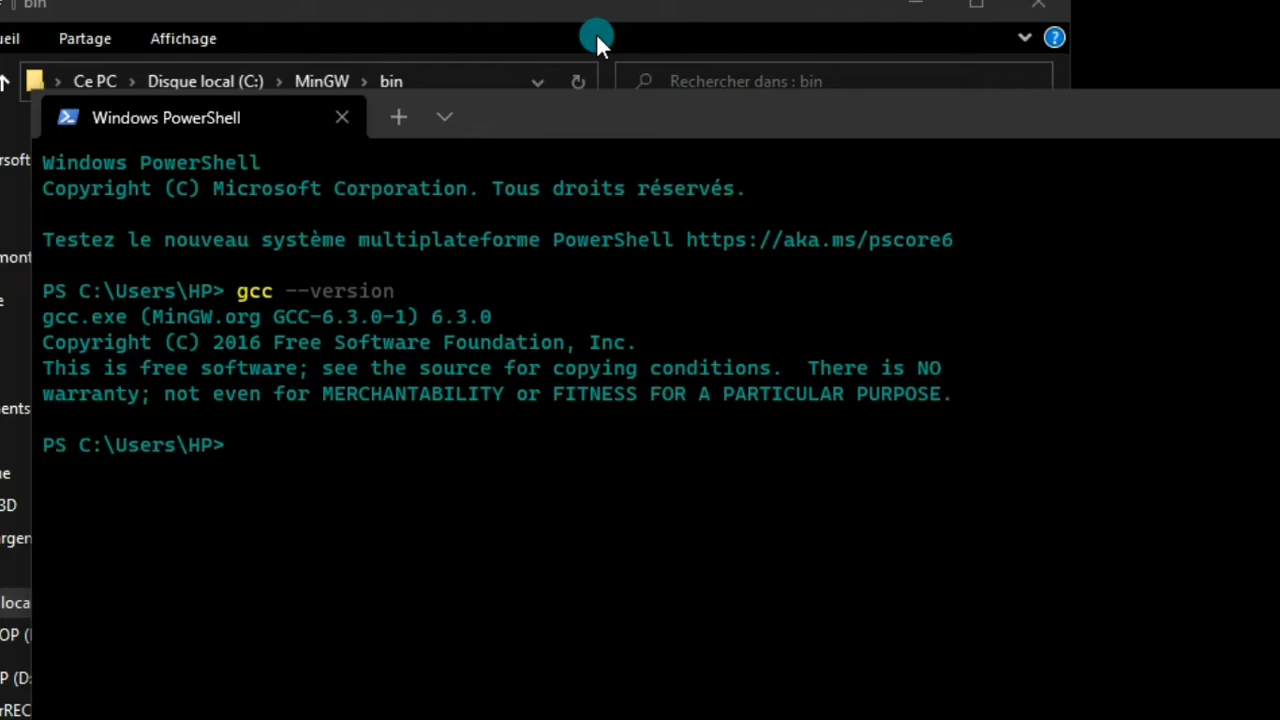 bin
Partage
Affichage
Ce PC > Disque local (C:) > MinGW > bin
Rechercher dans : bin
Windows PowerShell
Windows PowerShell
Copyright (C) Microsoft Corporation. Tous droits réservés.
Testez le nouveau système multiplateforme PowerShell https://aka.ms/pscore6
PS C:\Users\HP> gcc --version
gcc.exe (MinGW.org GCC-6.3.0-1) 6.3.0
Copyright (C) 2016 Free Software Foundation, Inc.
This is free software; see the source for copying conditions.  There is NO
warranty; not even for MERCHANTABILITY or FITNESS FOR A PARTICULAR PURPOSE.
PS C:\Users\HP>
3D